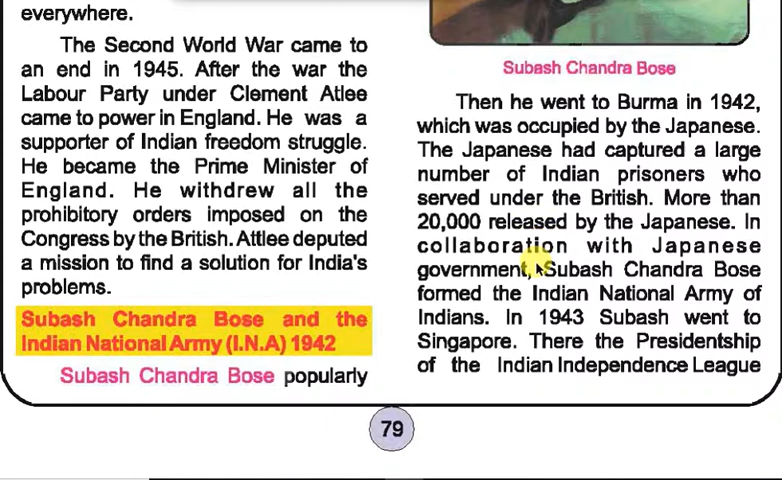 everywhere.
The Second World War came to
an end in 1945. After the war the
Labour Party under Clement Atlee
came to power in England. He was a
supporter of Indian freedom struggle.
He became the Prime Minister of
England. He withdrew all the
prohibitory orders imposed on the
Congress by the British. Attlee deputed
a mission to find a solution for India's
problems.
Subash Chandra Bose and the
Indian National Army (I.N.A) 1942
Subash Chandra Bose popularly
Subash Chandra Bose
Then he went to Burma in 1942,
which was occupied by the Japanese.
The Japanese had captured a large
number of Indian prisoners who
served under the British. More than
20,000 released by the Japanese. In
collaboration with Japanese
government, Subash Chandra Bose
formed the Indian National Army of
Indians. In 1943 Subash went to
Singapore. There the Presidentship
of the Indian Independence League
79